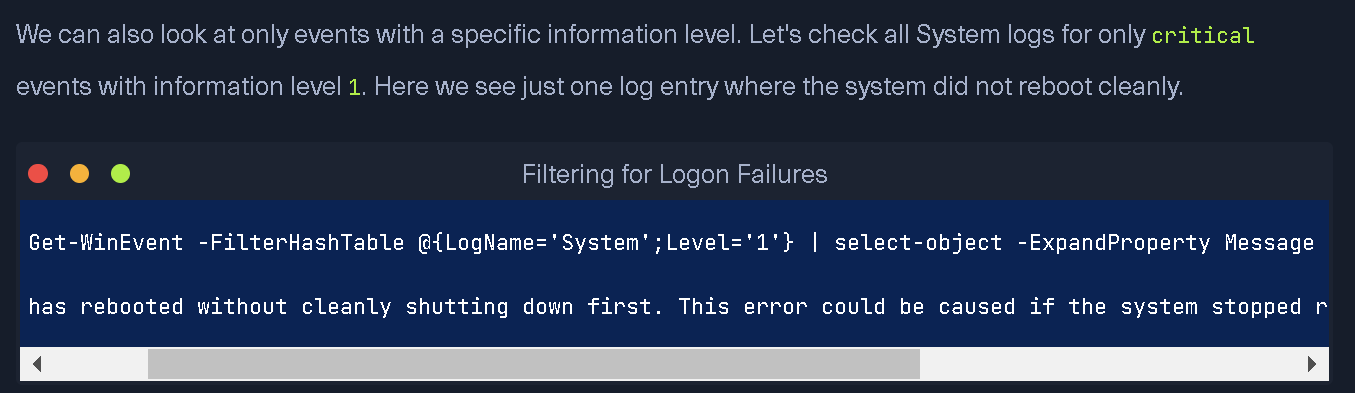 We can also look at only events with a specific information level. Let's check all System logs for only critical
events with information level 1. Here we see just one log entry where the system did not reboot cleanly.
Filtering for Logon Failures
Get-WinEvent -FilterHashTable @{LogName='System';Level='1'} | select-object -ExpandProperty Message
has rebooted without cleanly shutting down first. This error could be caused if the system stopped r